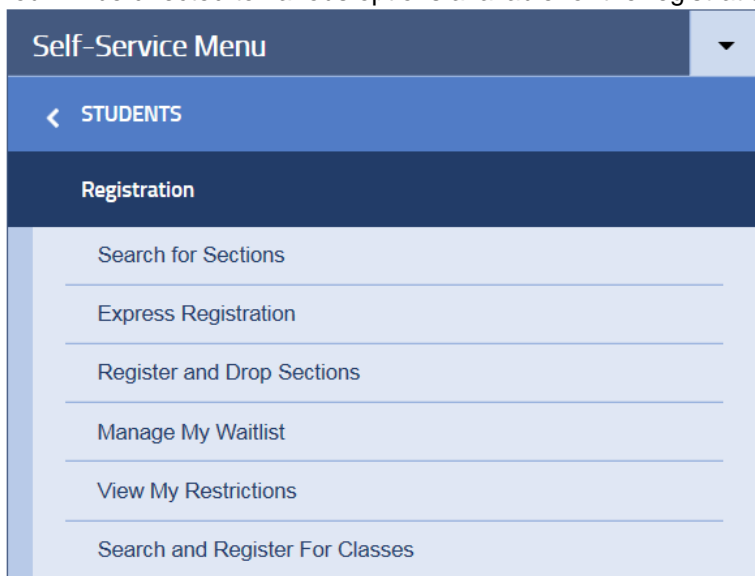 Self-Service Menu
STUDENTS
Registration
Search for Sections
Express Registration
Register and Drop Sections
Manage My Waitlist
View My Restrictions
Search and Register For Classes